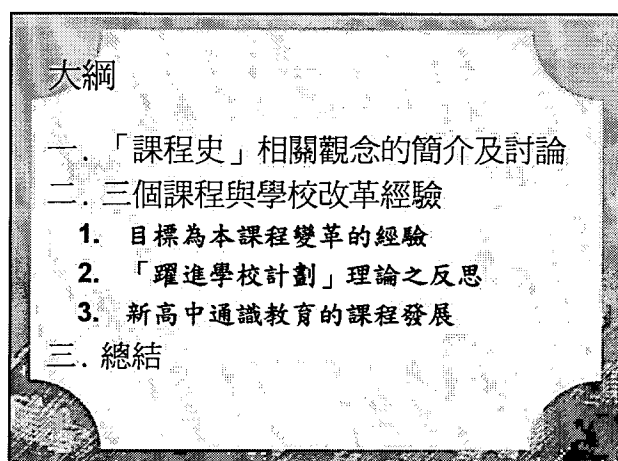 大綱
一. 「課程史」相關觀念的簡介及討論
二. 三個課程與學校改革經驗
1. 目標為本課程變革的經驗
2. 「躍進學校計劃」理論之反思
3. 新高中通識教育的課程發展
三. 總結